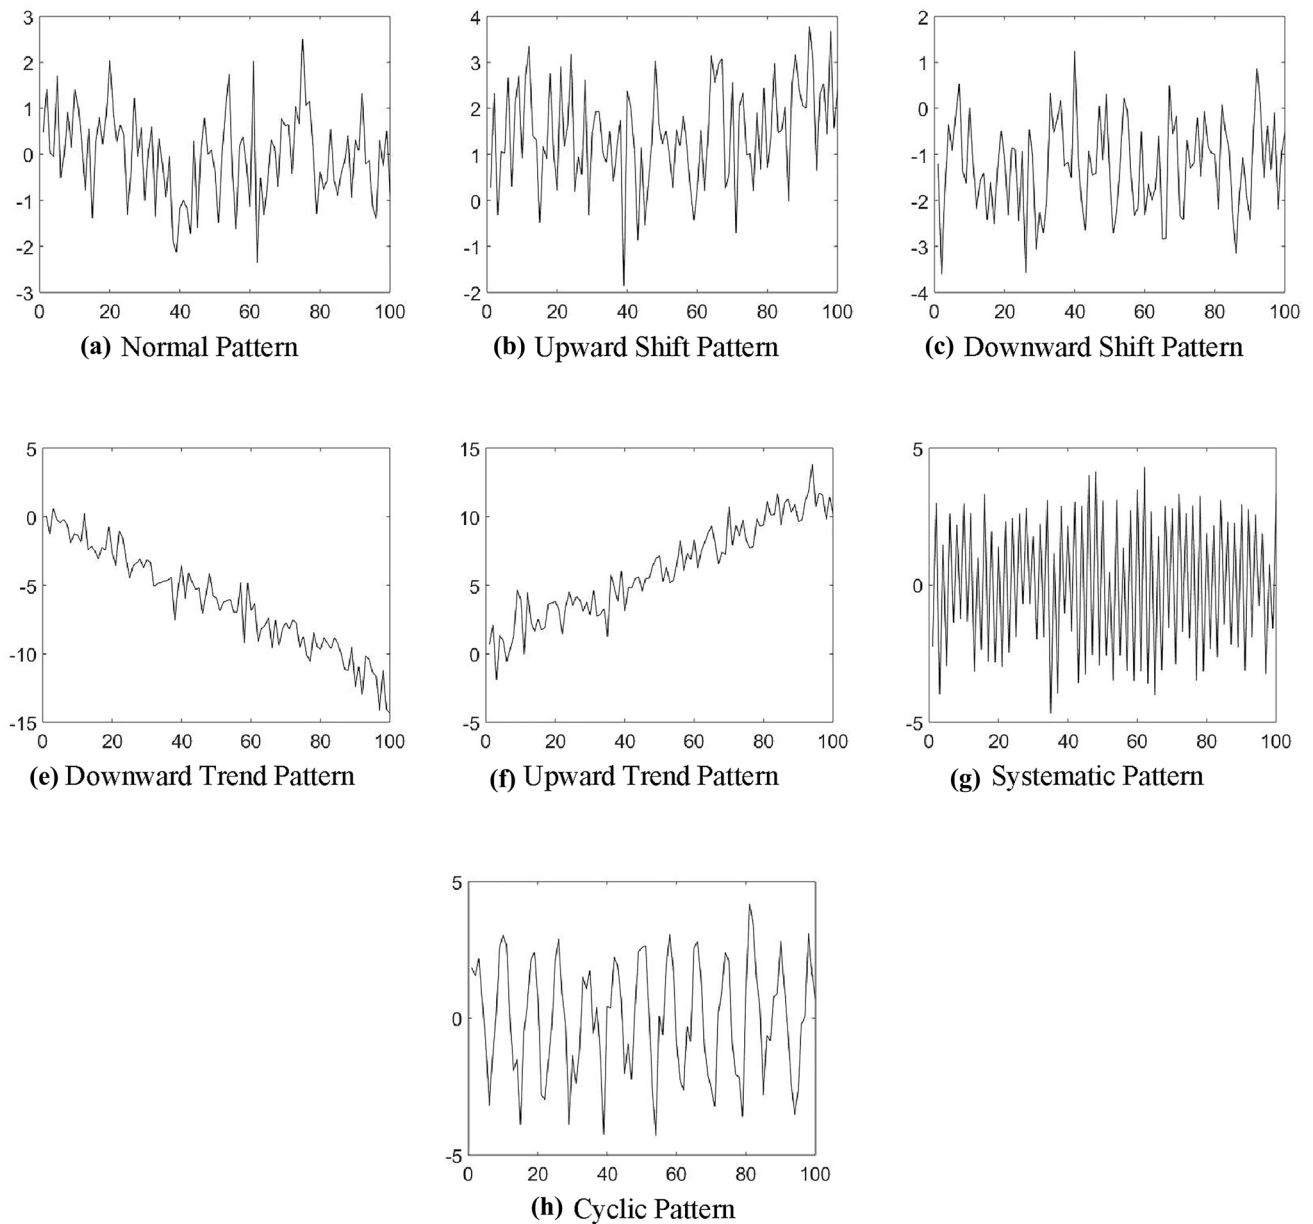 3
2
1
0
-1
-2
-3
0 20 40 60 80 100
(a) Normal Pattern
4
3
2
1
0
-1
-2
0 20 40 60 80 100
(b) Upward Shift Pattern
2
1
0
-1
-2
-3
-4
0 20 40 60 80 100
(c) Downward Shift Pattern
5
0
-5
-10
-15
0 20 40 60 80 100
(e) Downward Trend Pattern
15
10
5
0
-5
0 20 40 60 80 100
(f) Upward Trend Pattern
5
0
-5
0 20 40 60 80 100
(g) Systematic Pattern
5
0
-5
0 20 40 60 80 100
(h) Cyclic Pattern